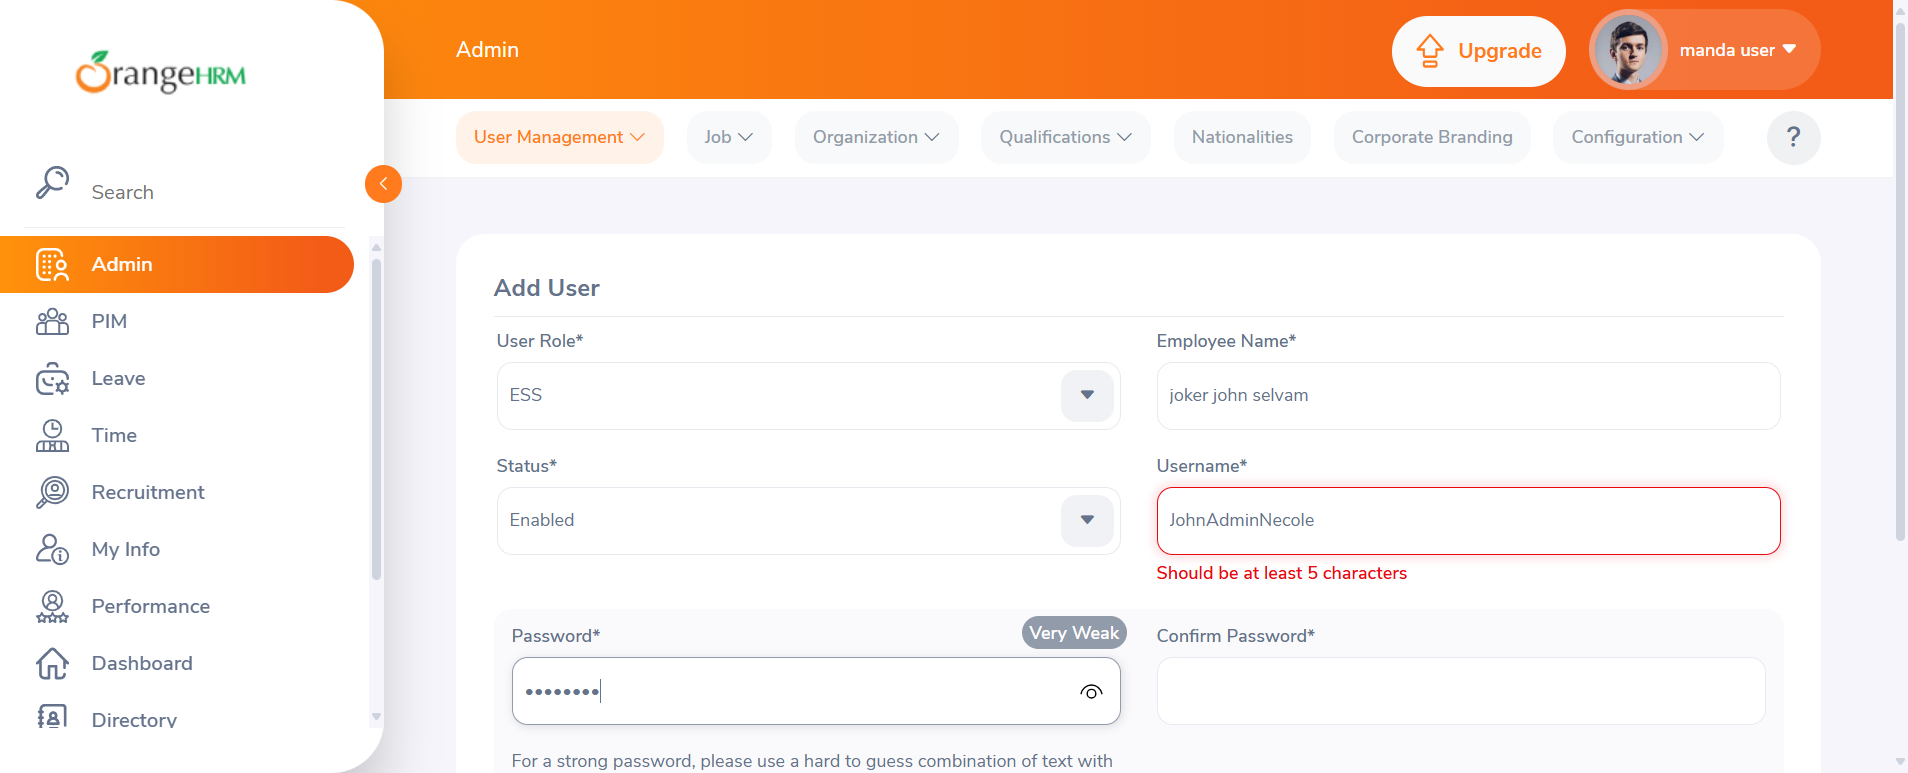 OrangeHRM
Search
Admin
PIM
Leave
Time
Recruitment
My Info
Performance
Dashboard
Directory
Admin
Upgrade
manda user
User Management
Job
Organization
Qualifications
Nationalities
Corporate Branding
Configuration
?
Add User
User Role*
ESS
Employee Name*
joker john selvam
Status*
Enabled
Username*
JohnAdminNecole
Should be at least 5 characters
Password*
Very Weak
••••••••
Confirm Password*
For a strong password, please use a hard to guess combination of text with